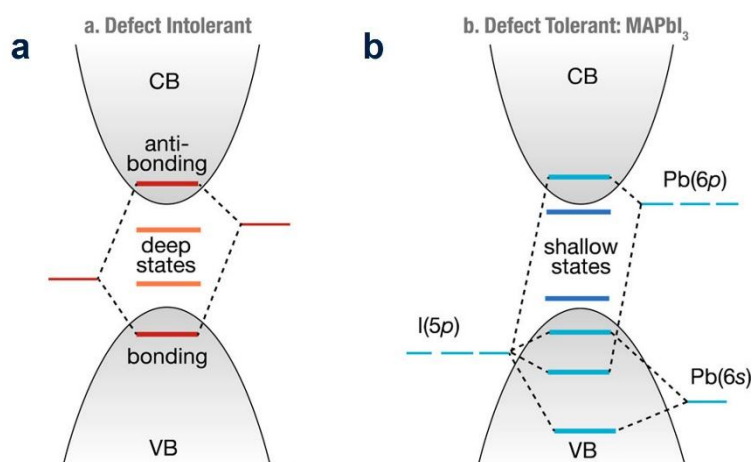 a. Defect Intolerant
a
CB
anti-
bonding
deep
states
bonding
VB
b. Defect Tolerant: MAPbI₃
b
CB
Pb(6p)
shallow
states
I(5p)
Pb(6s)
VB